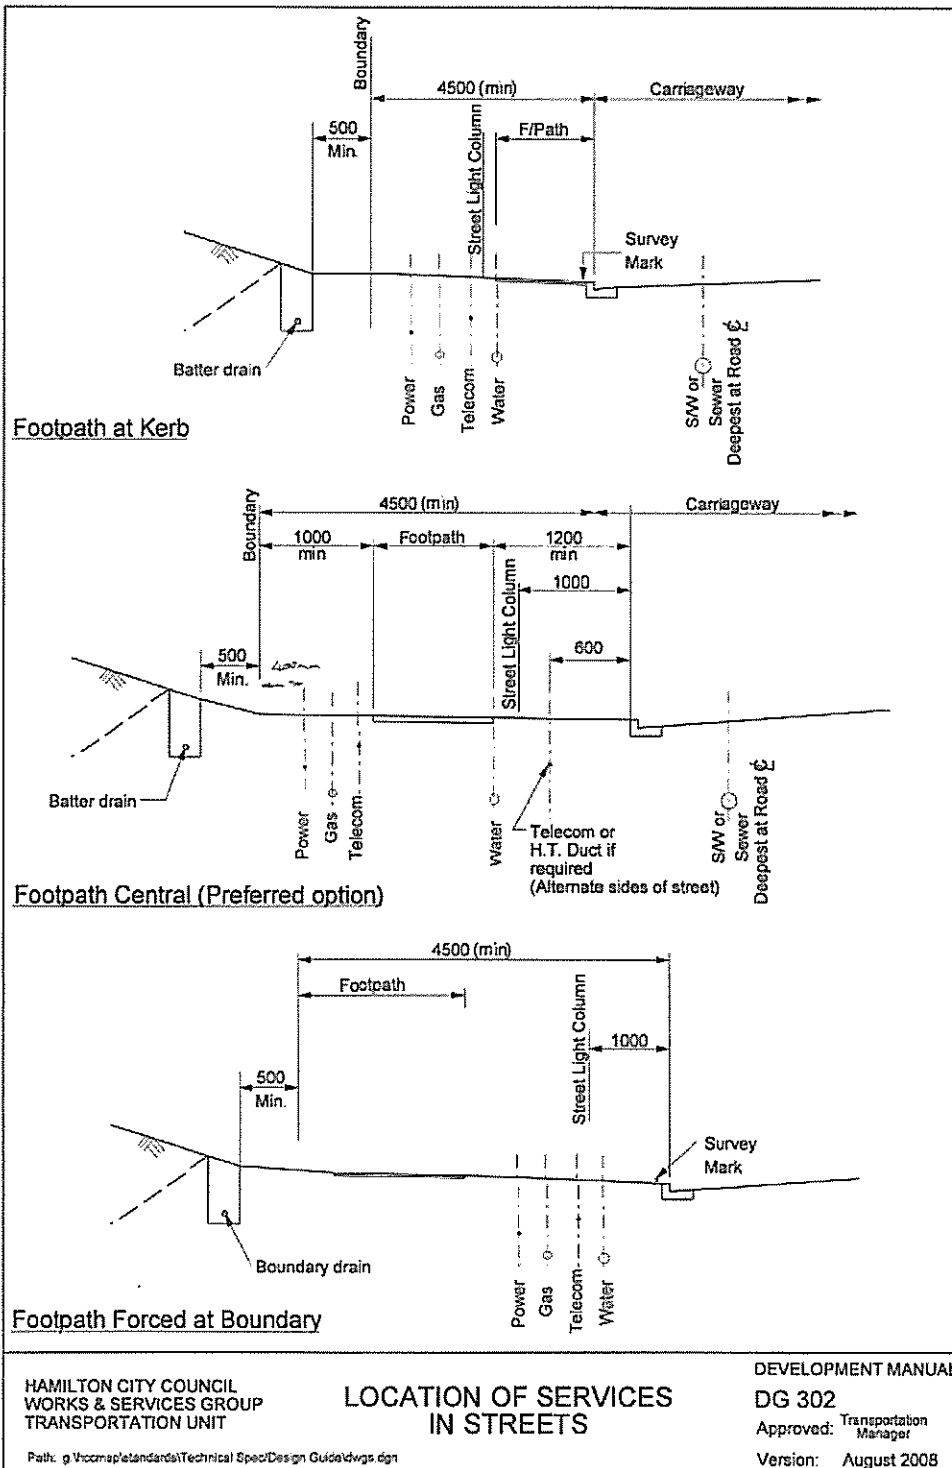 Boundary
4500 (min)
Carriageway
500
Min.
Street Light Column
F/Path
Survey
Mark
Batter drain
Power
Gas
Telecom
Water
S/W or
Sewer
Deepest at Road ℄
Footpath at Kerb
Boundary
4500 (min)
Carriageway
1000
min
Footpath
1200
min
Street Light Column
1000
500
Min.
400mm
600
Batter drain
Power
Gas
Telecom
Water
Telecom or
H.T. Duct if
required
(Alternate sides of street)
S/W or
Sewer
Deepest at Road ℄
Footpath Central (Preferred option)
4500 (min)
Footpath
Street Light Column
1000
500
Min.
Survey
Mark
Boundary drain
Power
Gas
Telecom
Water
Footpath Forced at Boundary
HAMILTON CITY COUNCIL
WORKS & SERVICES GROUP
TRANSPORTATION UNIT
Path: g:\hccmap\standards\Technical Spec\Design Guide\dwgs.dgn
LOCATION OF SERVICES
IN STREETS
DEVELOPMENT MANUAL
DG 302
Approved: Transportation
Manager
Version: August 2008